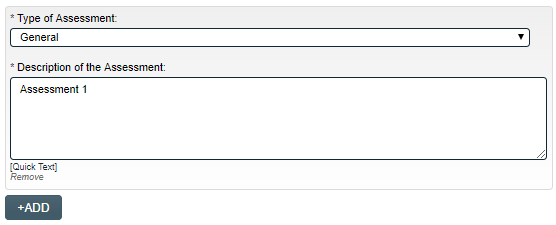 * Type of Assessment:
General
* Description of the Assessment:
Assessment 1
[Quick Text]
Remove
+ADD